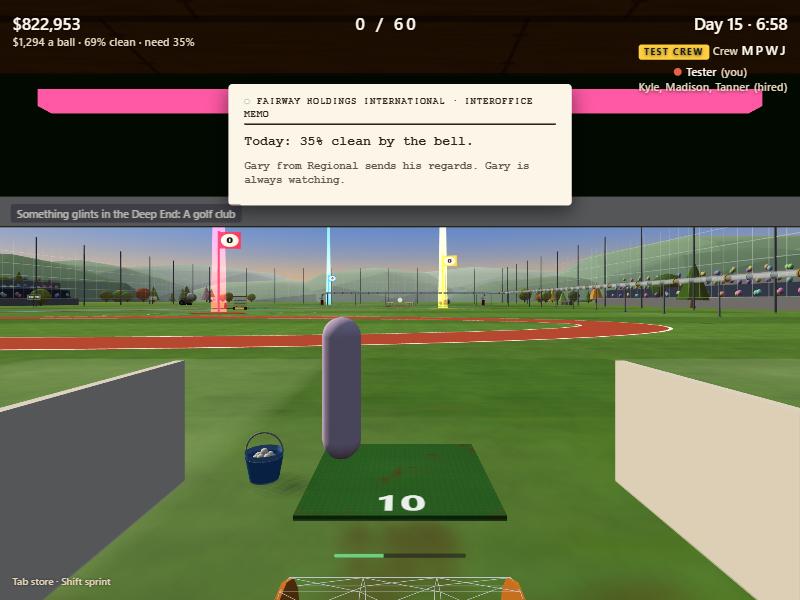 $822,953
0 / 60
Day 15 · 6:58
$1,294 a ball · 69% clean · need 35%
TEST CREW Crew M P W J
Tester (you)
Kyle, Madison, Tanner (hired)
FAIRWAY HOLDINGS INTERNATIONAL · INTEROFFICE
MEMO
Today: 35% clean by the bell.
Gary from Regional sends his regards. Gary is
always watching.
Something glints in the Deep End: A golf club
0
0
10
Tab store · Shift sprint